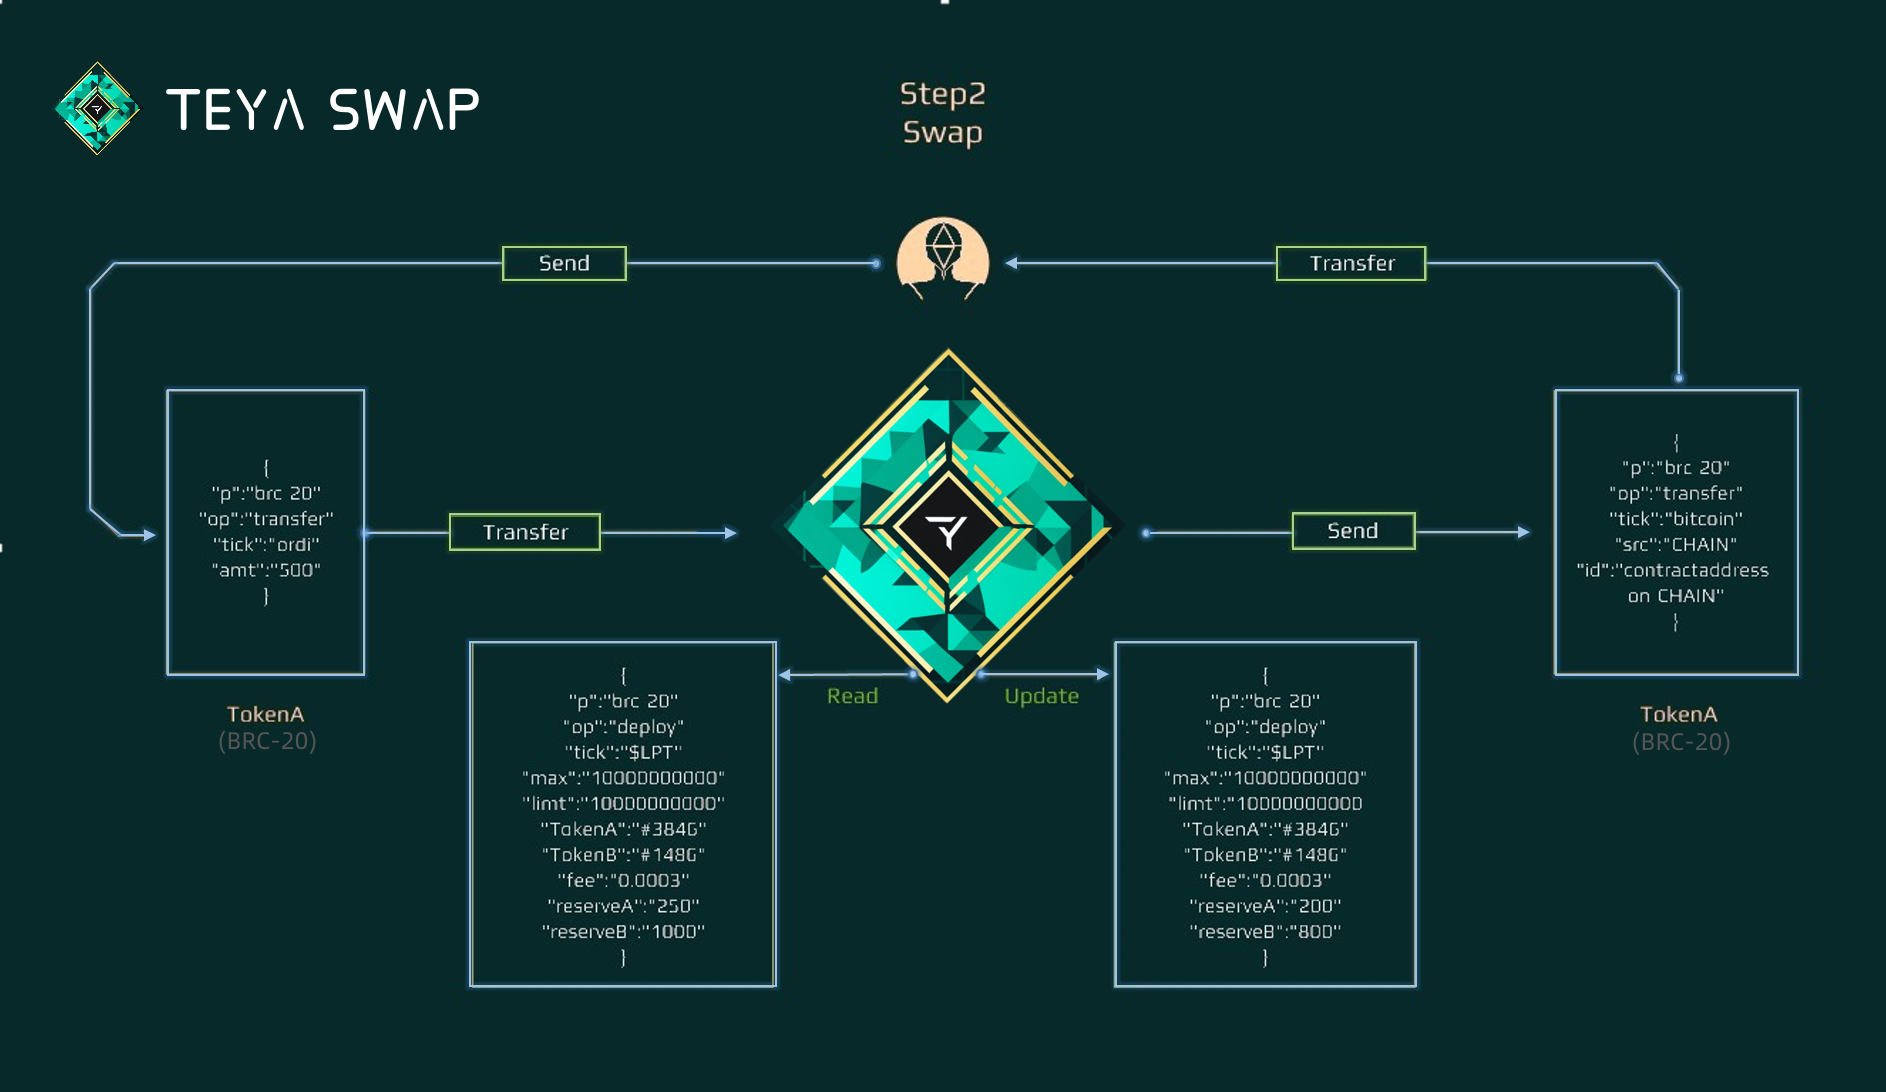 TEYA SWAP
Step2
Swap
Send
Transfer
{
"p":"brc 20"
"op":"transfer"
"tick":"ordi"
"amt":"500"
}
TokenA
(BRC-20)
Transfer
Send
{
"p":"brc 20"
"op":"transfer"
"tick":"bitcoin"
"src":"CHAIN"
"id":"contractaddress
on CHAIN"
}
TokenA
(BRC-20)
Read
Update
{
"p":"brc 20"
"op":"deploy"
"tick":"$LPT"
"max":"10000000000"
"limt":"10000000000"
"TokenA":"#3846"
"TokenB":"#1486"
"fee":"0.0003"
"reserveA":"250"
"reserveB":"1000"
}
{
"p":"brc 20"
"op":"deploy"
"tick":"$LPT"
"max":"10000000000"
"limt":"10000000000
"TokenA":"#3846"
"TokenB":"#1486"
"fee":"0.0003"
"reserveA":"200"
"reserveB":"800"
}